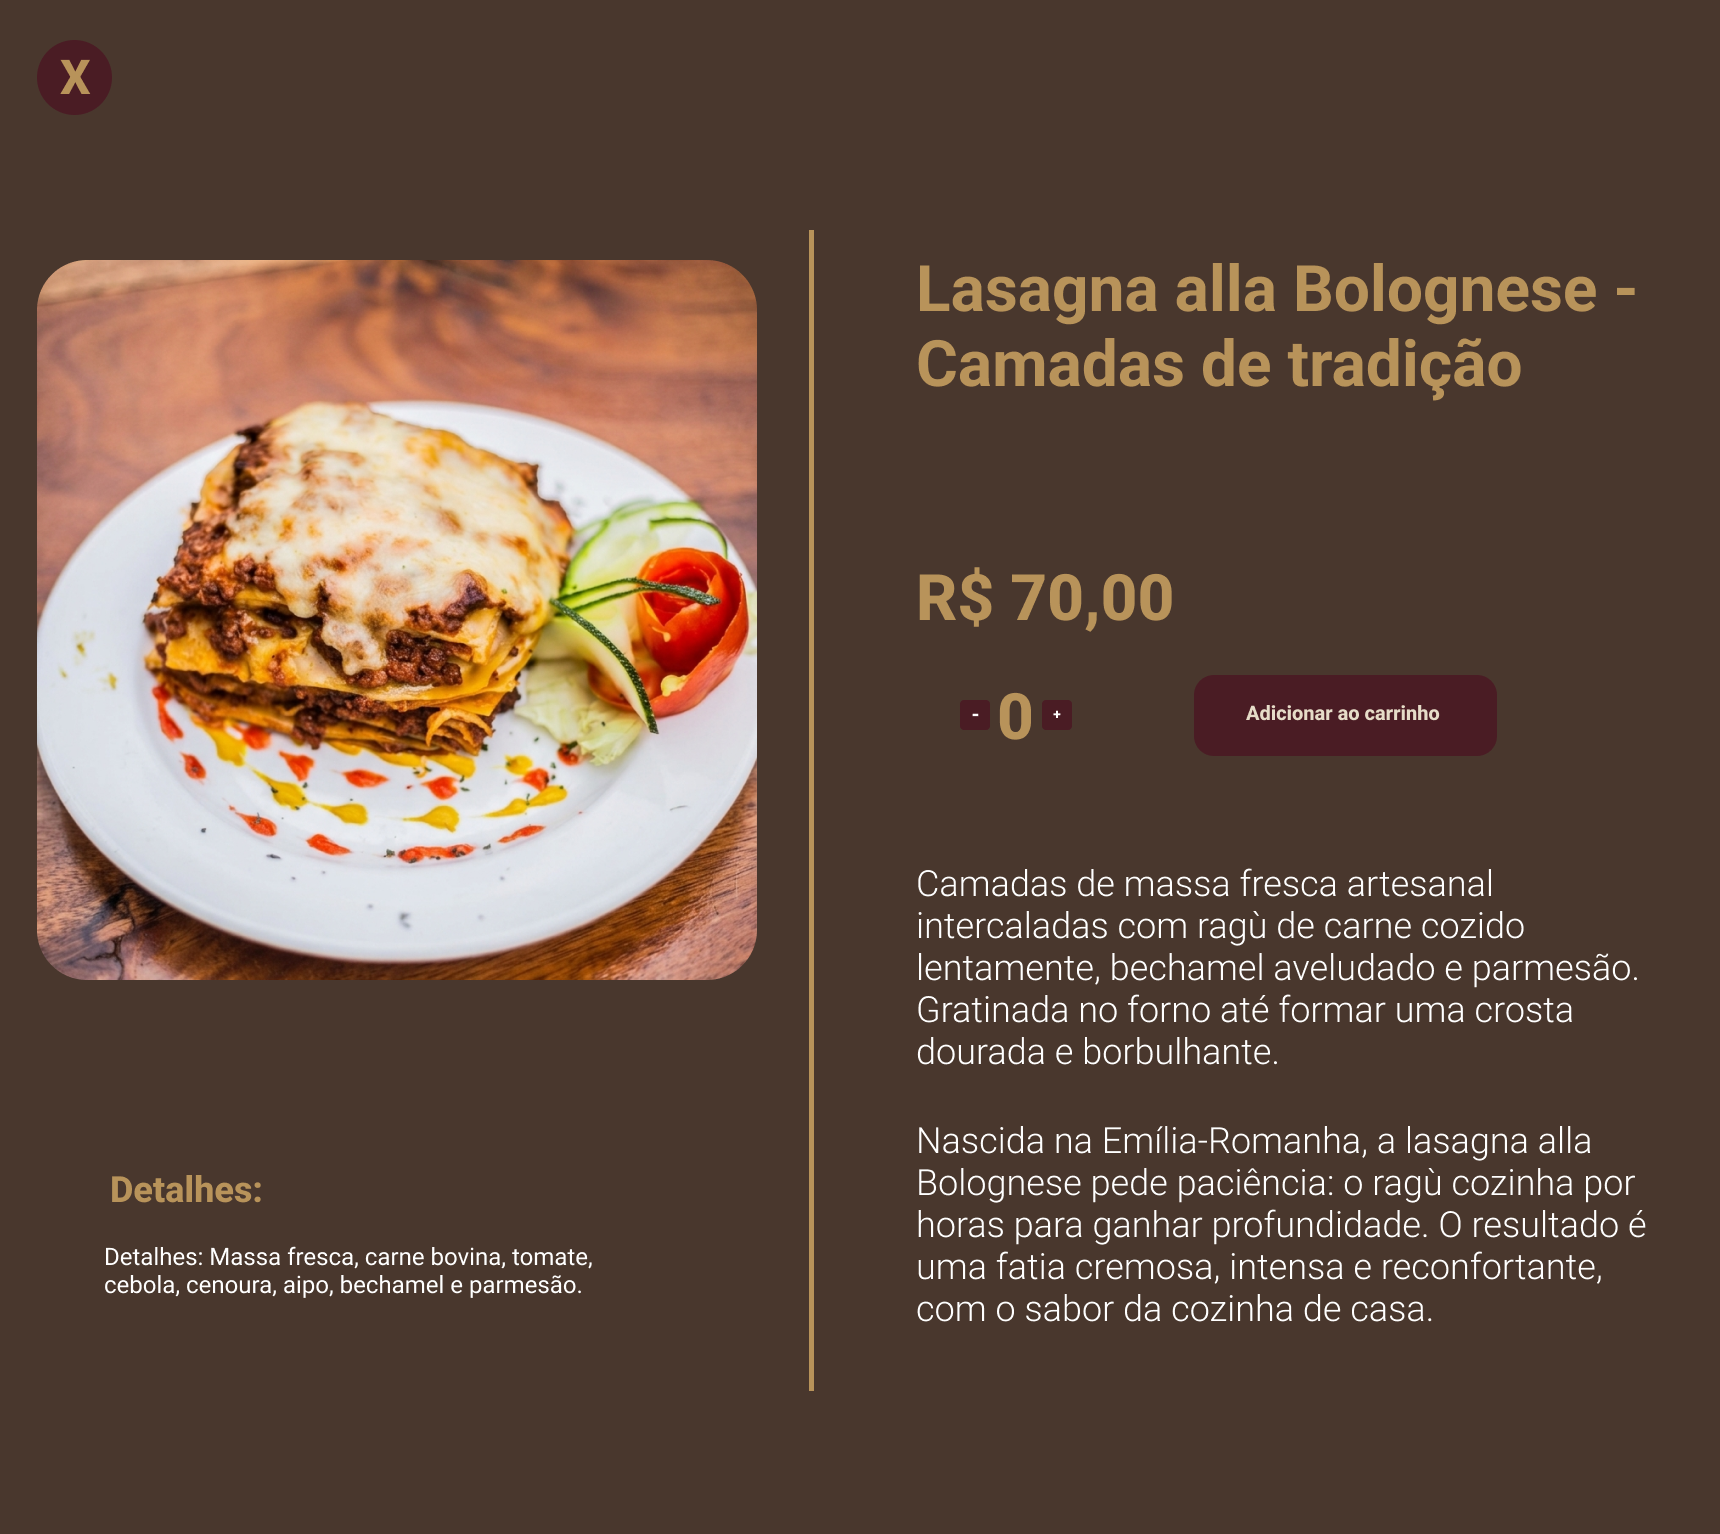 X
Lasagna alla Bolognese -
Camadas de tradição
R$ 70,00
- 0 +
Adicionar ao carrinho
Camadas de massa fresca artesanal
intercaladas com ragù de carne cozido
lentamente, bechamel aveludado e parmesão.
Gratinada no forno até formar uma crosta
dourada e borbulhante.
Nascida na Emília-Romanha, a lasagna alla
Bolognese pede paciência: o ragù cozinha por
horas para ganhar profundidade. O resultado é
uma fatia cremosa, intensa e reconfortante,
com o sabor da cozinha de casa.
Detalhes:
Detalhes: Massa fresca, carne bovina, tomate,
cebola, cenoura, aipo, bechamel e parmesão.